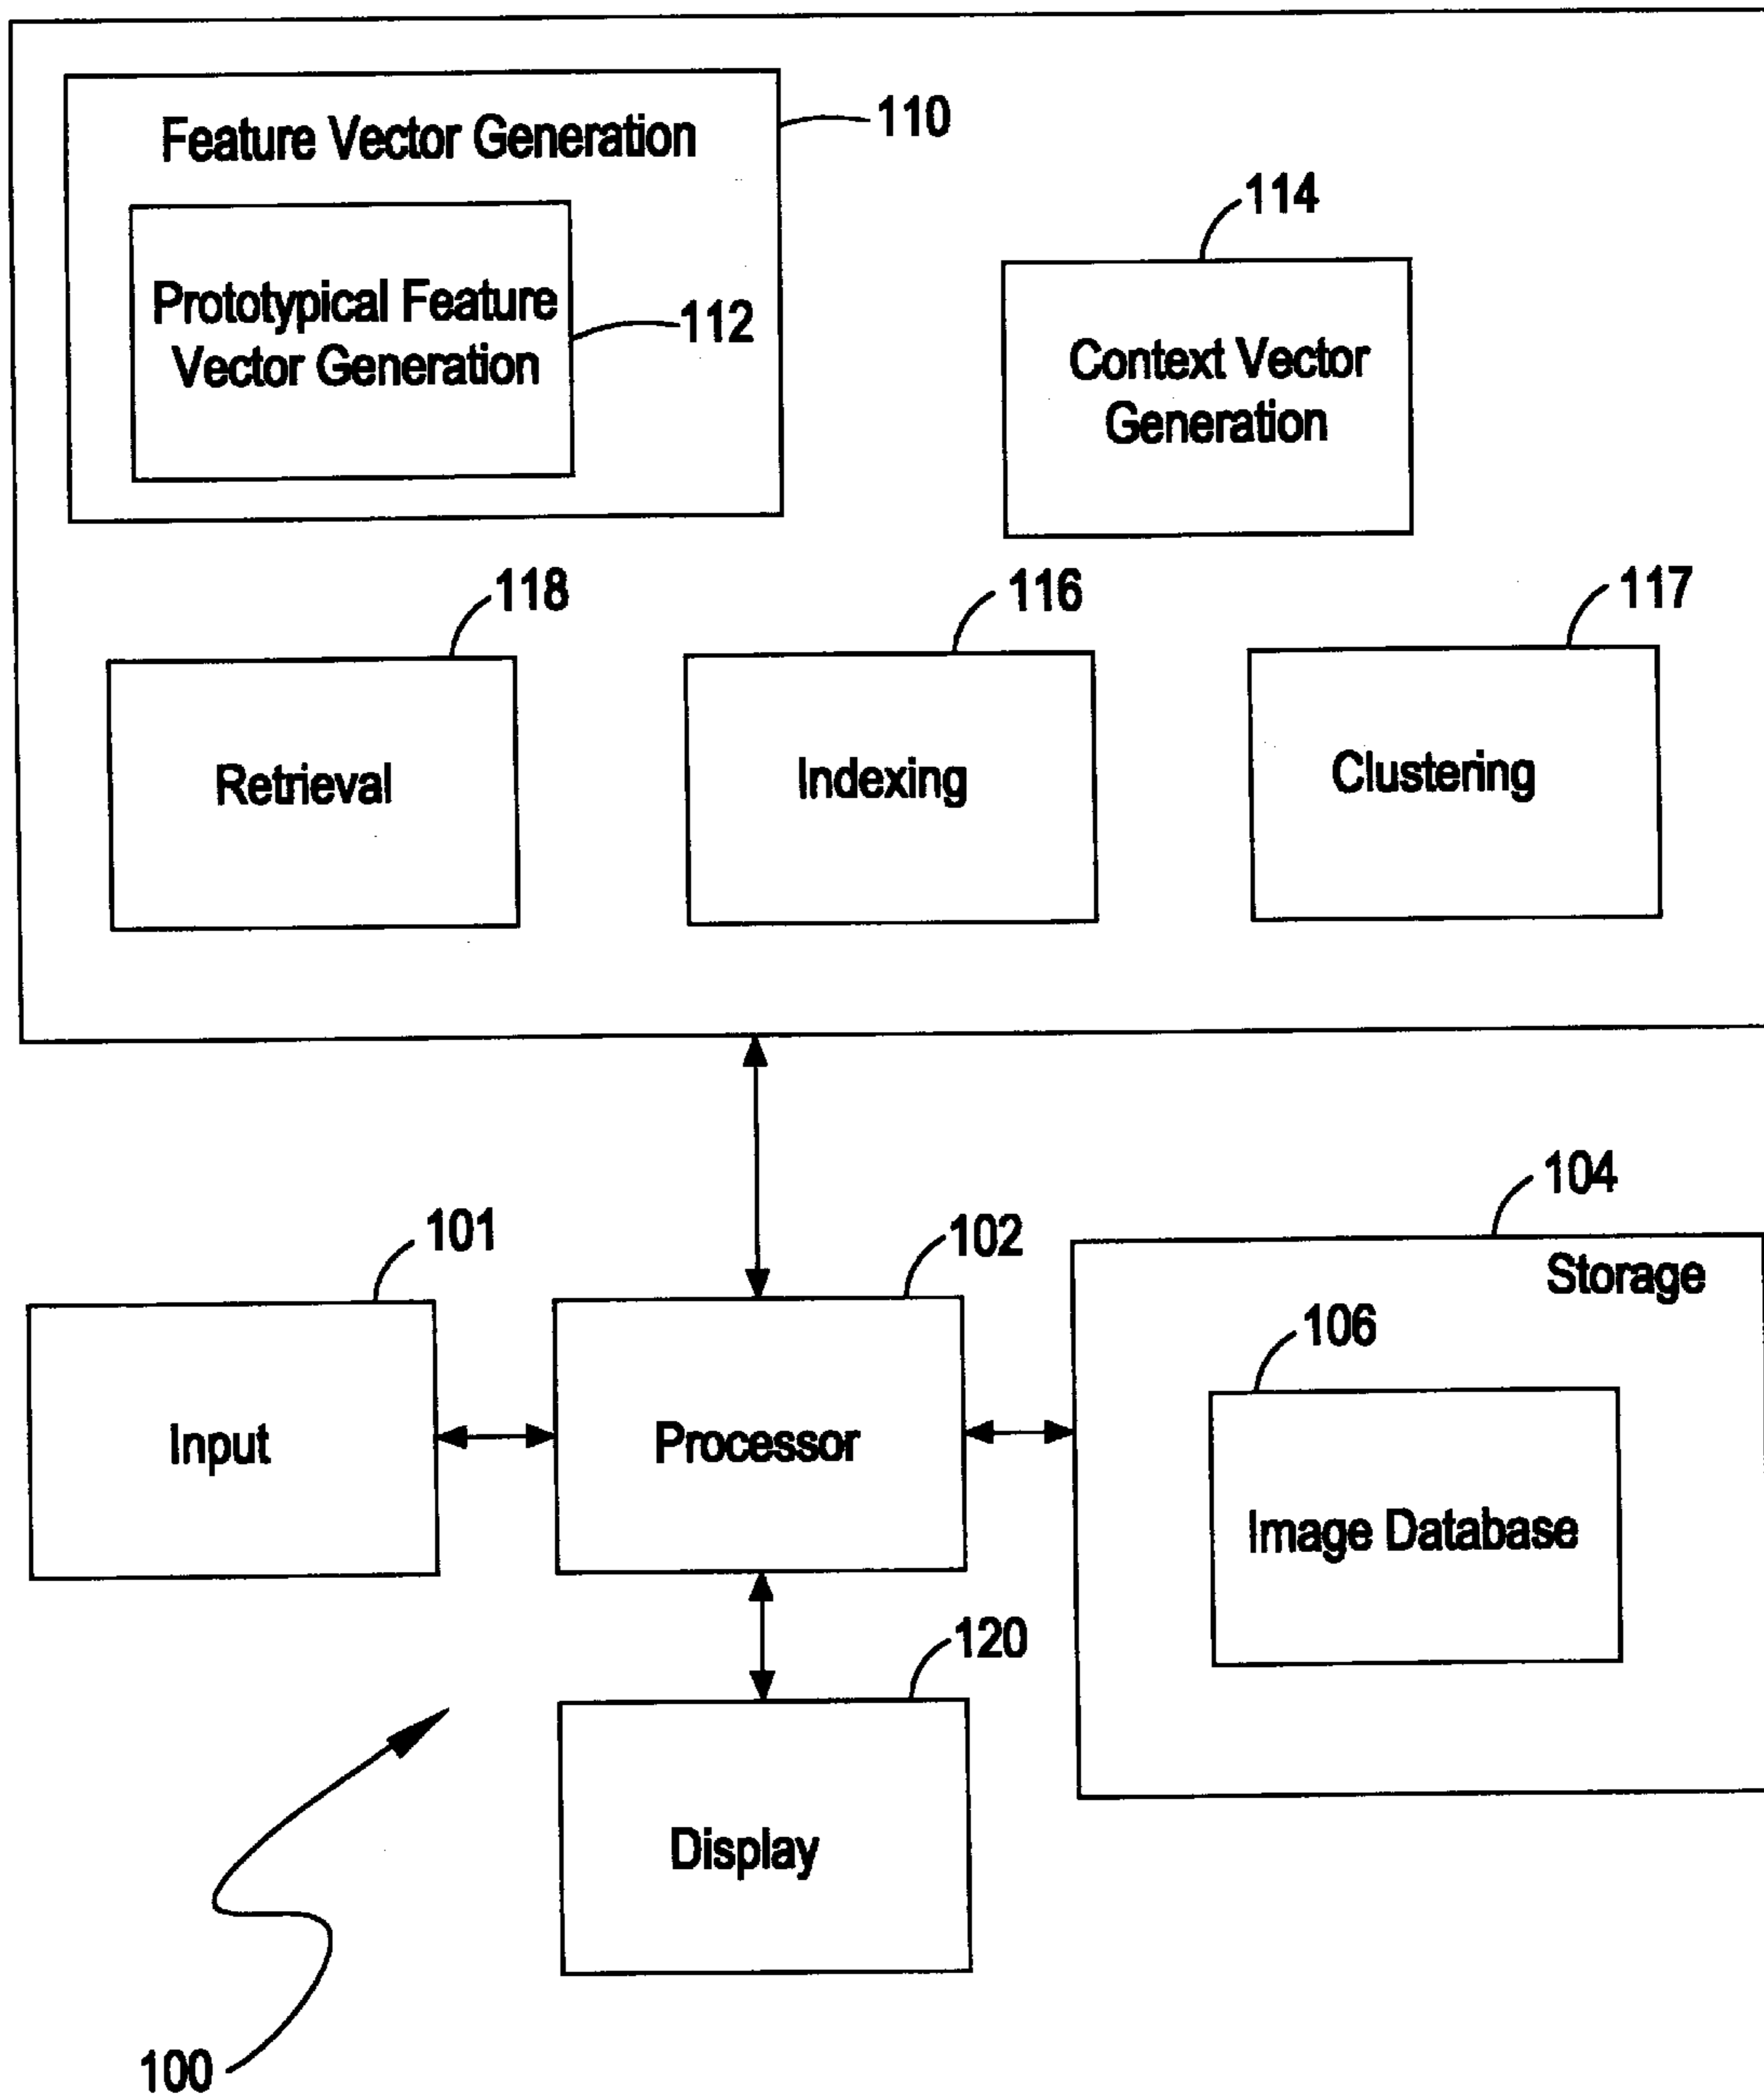 Feature Vector Generation
110
Prototypical Feature
Vector Generation
112
114
Context Vector
Generation
118
116
117
Retrieval
Indexing
Clustering
101
102
104
Storage
106
Input
Processor
Image Database
120
Display
100